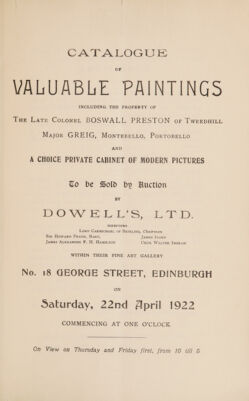 CATALOGUE
OF
VALUABLE PAINTINGS
INCLUDING THE PROPERTY OF
THE LATE COLONEL BOSWALL PRESTON OF TWEEDHILL
MAJOR GREIG, MONTEBELLO, PORTOBELLO
AND
A CHOICE PRIVATE CABINET OF MODERN PICTURES
To be Sold by Auction
BY
DOWELL'S, LTD.
DIRECTORS
LORD CARMICHAEL OF SKIRLING, CHAIRMAN
SIR HOWARD FRANK, BART. JAMES
JAMES ALEXANDER P. H. HAMILTON CECIL WALTER INGRAM
WITHIN THEIR FINE ART GALLERY
No. 18 GEORGE STREET, EDINBURGH
ON
Saturday, 22nd April 1922
COMMENCING AT ONE O'CLOCK
On View on Thursday and Friday first, from 10 till 5